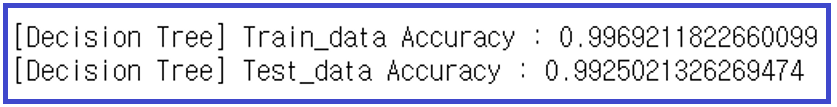 [Decision Tree] Train_data Accuracy : 0.9969211822660099
[Decision Tree] Test_data Accuracy : 0.9925021326269474